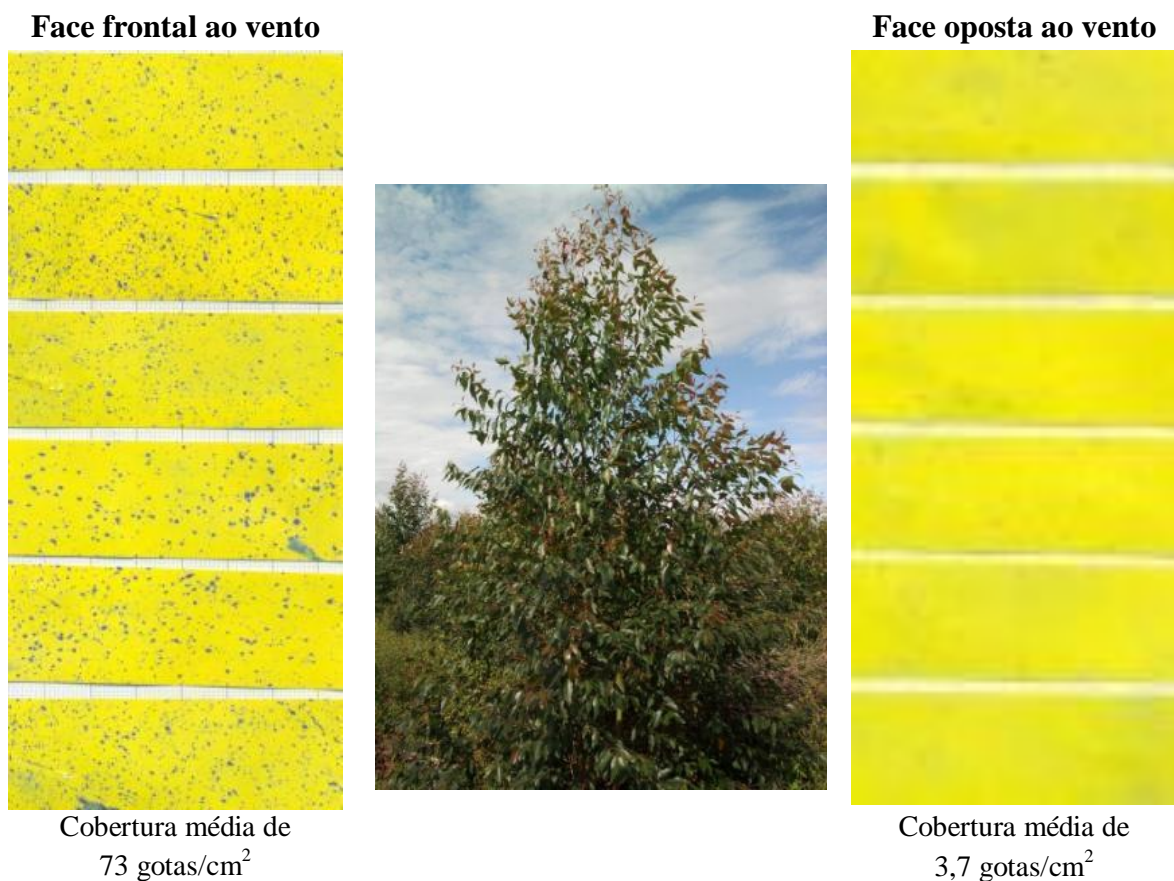 Face frontal ao vento
Face oposta ao vento
Cobertura média de
73 gotas/cm²
Cobertura média de
3,7 gotas/cm²